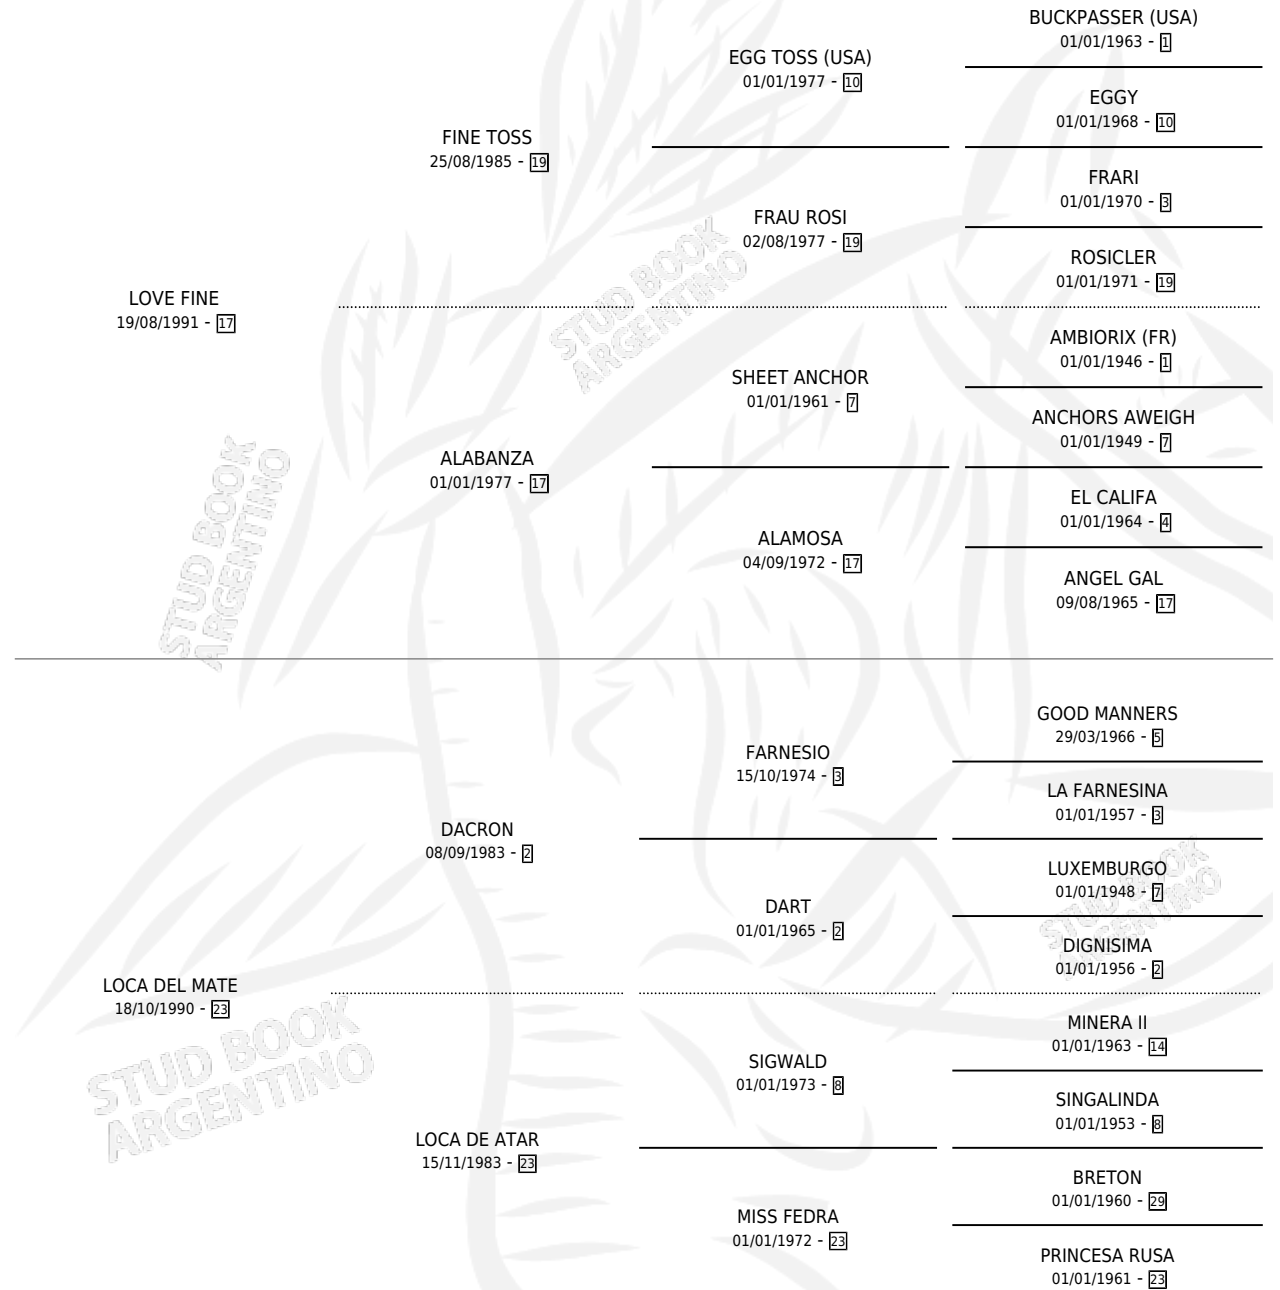 BUCKPASSER (USA)
01/01/1963 - 1
EGG TOSS (USA)
01/01/1977 - 10
EGGY
01/01/1968 - 10
FINE TOSS
25/08/1985 - 19
FRARI
01/01/1970 - 3
FRAU ROSI
02/08/1977 - 19
ROSICLER
01/01/1971 - 19
LOVE FINE
19/08/1991 - 17
STUD BOOK
ARGENTINO
AMBIORIX (FR)
01/01/1946 - 1
SHEET ANCHOR
01/01/1961 - 7
ANCHORS AWEIGH
01/01/1949 - 7
ALABANZA
01/01/1977 - 17
EL CALIFA
01/01/1964 - 4
ALAMOSA
04/09/1972 - 17
ANGEL GAL
09/08/1965 - 17
STUD BOOK
ARGENTINO
GOOD MANNERS
29/03/1966 - 5
FARNESIO
15/10/1974 - 3
LA FARNESINA
01/01/1957 - 3
DACRON
08/09/1983 - 2
LUXEMBURGO
01/01/1948 - 7
DART
01/01/1965 - 2
STUD BOOK
ARGENTINO
DIGNISIMA
01/01/1956 - 2
LOCA DEL MATE
18/10/1990 - 23
STUD BOOK
ARGENTINO
MINERA II
01/01/1963 - 14
SIGWALD
01/01/1973 - 8
SINGALINDA
01/01/1953 - 8
LOCA DE ATAR
15/11/1983 - 23
BRETON
01/01/1960 - 29
MISS FEDRA
01/01/1972 - 23
PRINCESA RUSA
01/01/1961 - 23